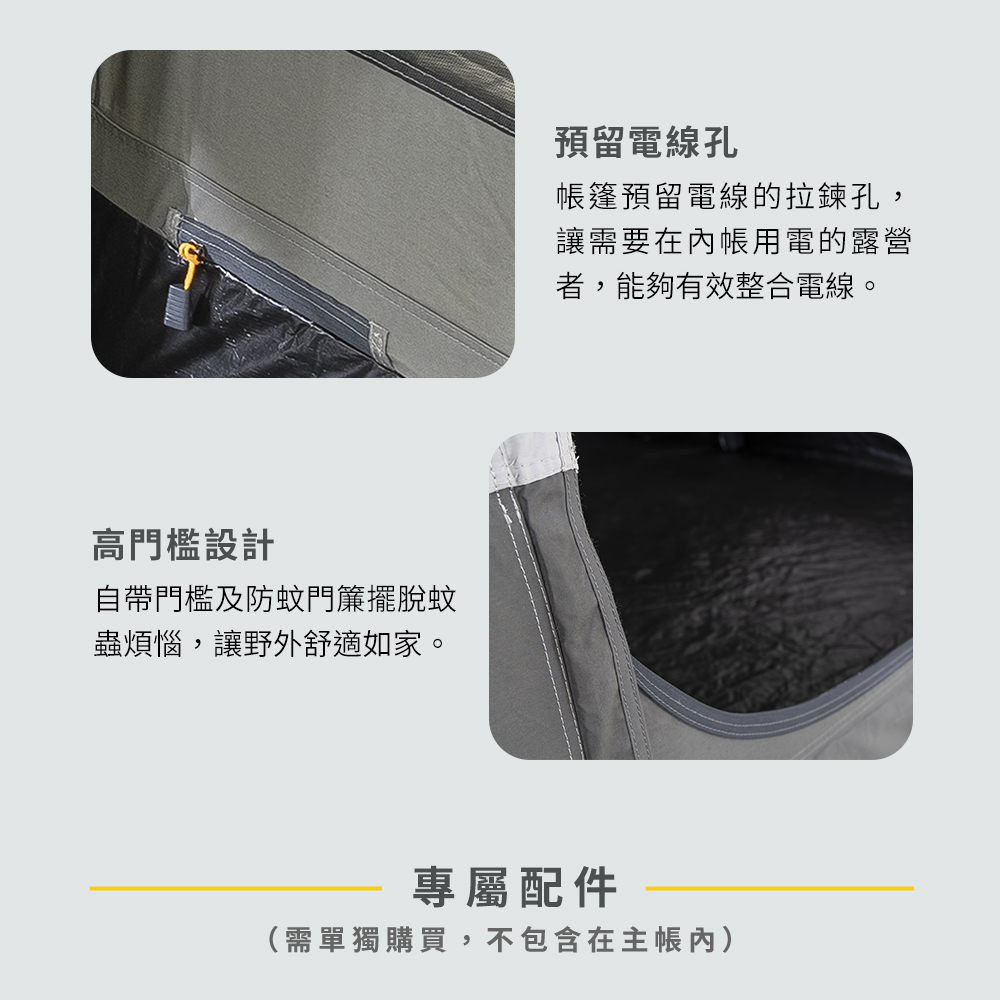 預留電線孔
帳篷預留電線的拉鍊孔，
讓需要在內帳用電的露營
者，能夠有效整合電線。
高門檻設計
自帶門檻及防蚊門簾擺脫蚊
蟲煩惱，讓野外舒適如家。
專屬配件
（需單獨購買，不包含在主帳內）